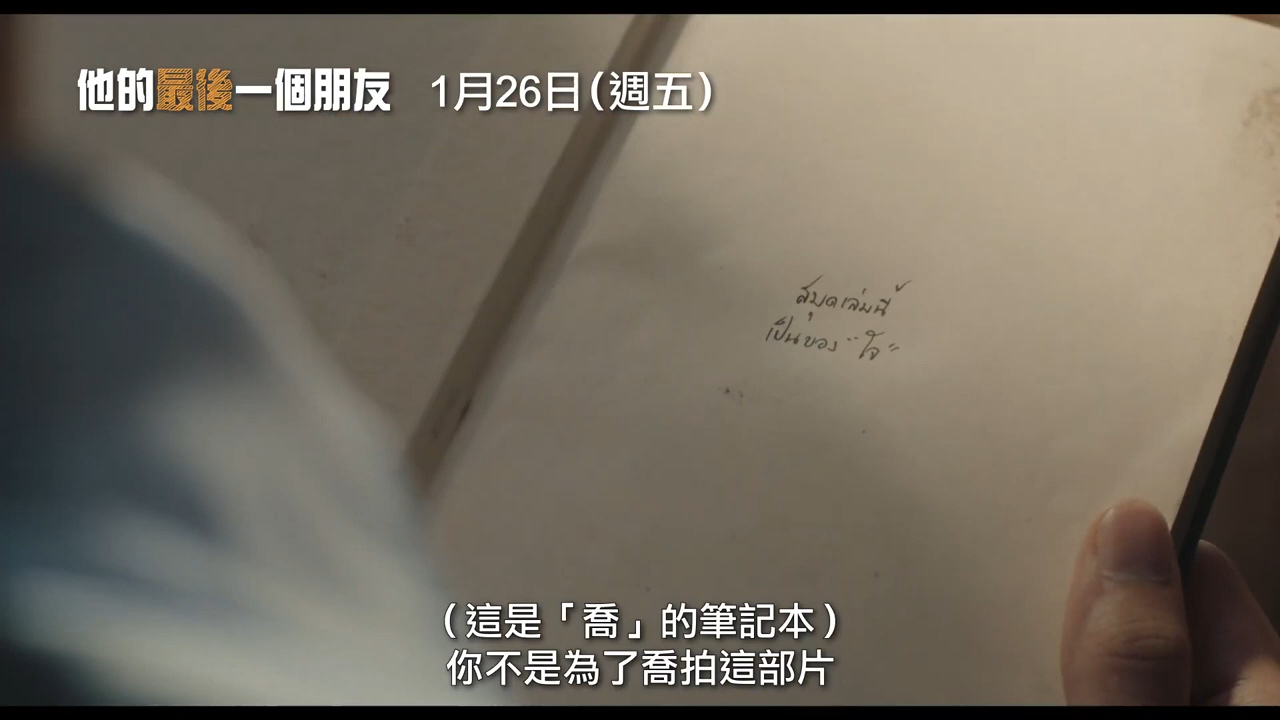 他的最後一個朋友 1月26日(週五)
สมุดเล่มนี้
เป็นของ "โจ"
(這是「喬」的筆記本)
你不是為了喬拍這部片